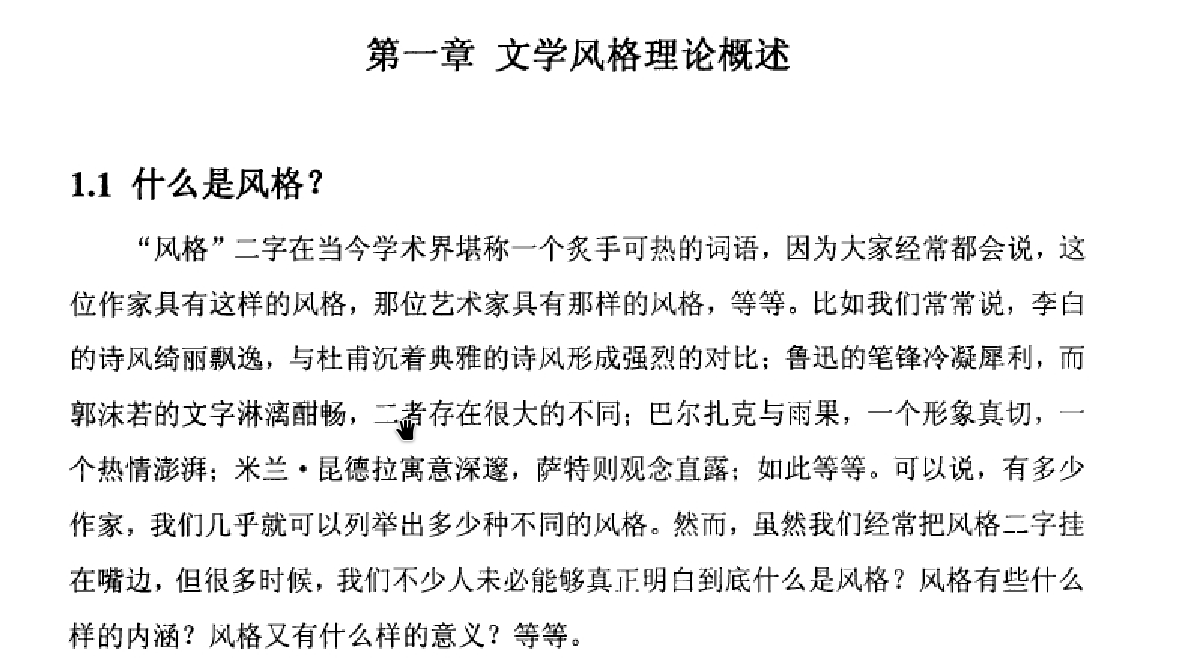 第一章 文学风格理论概述
1.1 什么是风格？
“风格”二字在当今学术界堪称一个炙手可热的词语，因为大家经常都会说，这
位作家具有这样的风格，那位艺术家具有那样的风格，等等。比如我们常常说，李白
的诗风绮丽飘逸，与杜甫沉着典雅的诗风形成强烈的对比；鲁迅的笔锋冷凝犀利，而
郭沫若的文字淋漓酣畅，二者存在很大的不同；巴尔扎克与雨果，一个形象真切，一
个热情澎湃；米兰·昆德拉寓意深邃，萨特则观念直露；如此等等。可以说，有多少
作家，我们几乎就可以列举出多少种不同的风格。然而，虽然我们经常把风格二字挂
在嘴边，但很多时候，我们不少人未必能够真正明白到底什么是风格？风格有些什么
样的内涵？风格又有什么样的意义？等等。